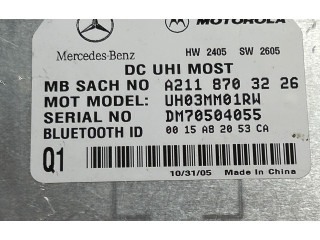 MOTOROLA
Mercedes-Benz HW 2405 SW 2605
DC UHI MOST
MB SACH NO A211 870 32 26
MOT MODEL: UH03MM01RW
SERIAL NO DM70504055
BLUETOOTH ID 00 15 A8 20 53 CA
Q1
10/31/05 Made In China